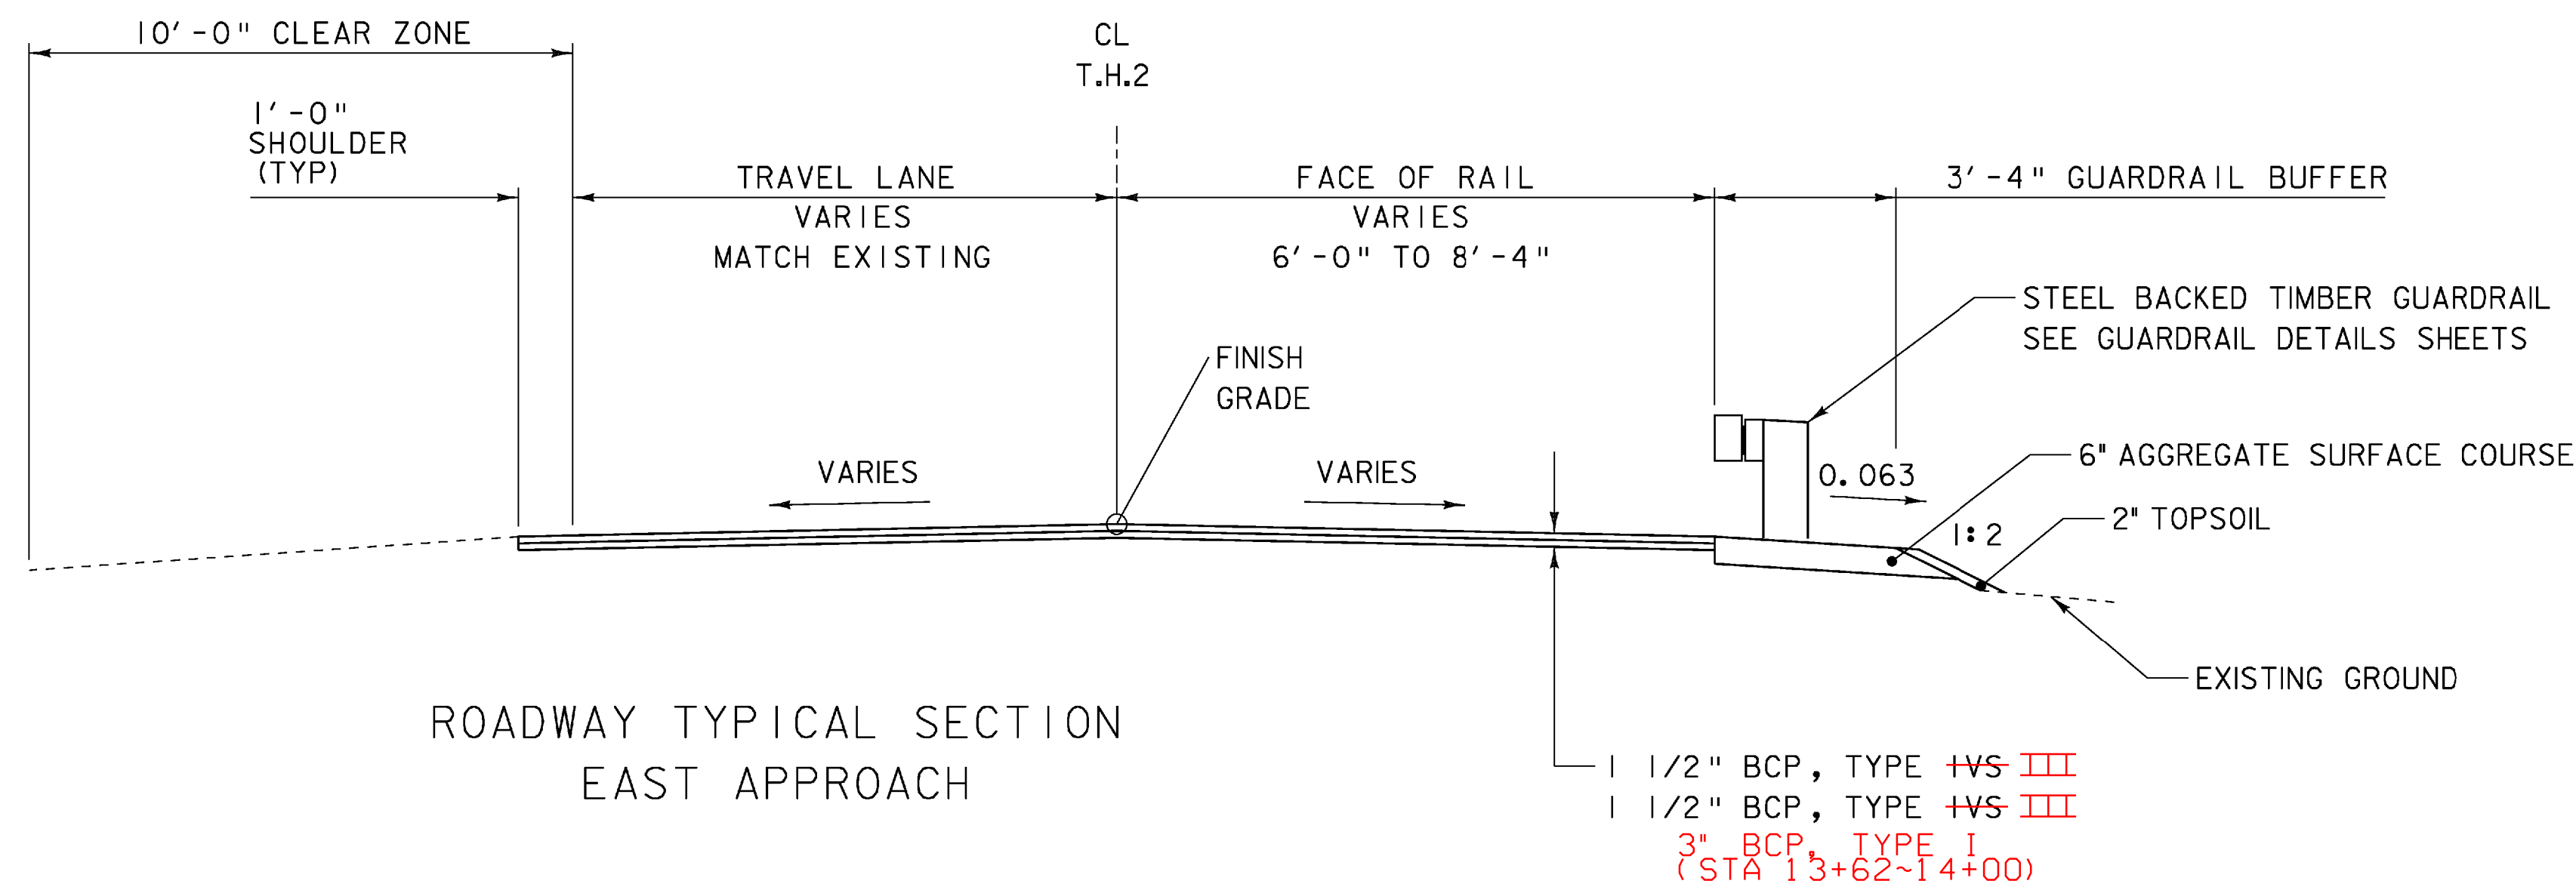 10'-0" CLEAR ZONE
CL
T.H.2
1'-0"
SHOULDER
(TYP)
TRAVEL LANE
VARIES
MATCH EXISTING
FACE OF RAIL
VARIES
6'-0" TO 8'-4"
3'-4" GUARDRAIL BUFFER
STEEL BACKED TIMBER GUARDRAIL
SEE GUARDRAIL DETAILS SHEETS
FINISH
GRADE
VARIES
VARIES
0.063
6" AGGREGATE SURFACE COURSE
2" TOPSOIL
1:2
EXISTING GROUND
ROADWAY TYPICAL SECTION
EAST APPROACH
1 1/2" BCP, TYPE IVS III
1 1/2" BCP, TYPE IVS III
3" BCP, TYPE I
(STA 13+62~14+00)